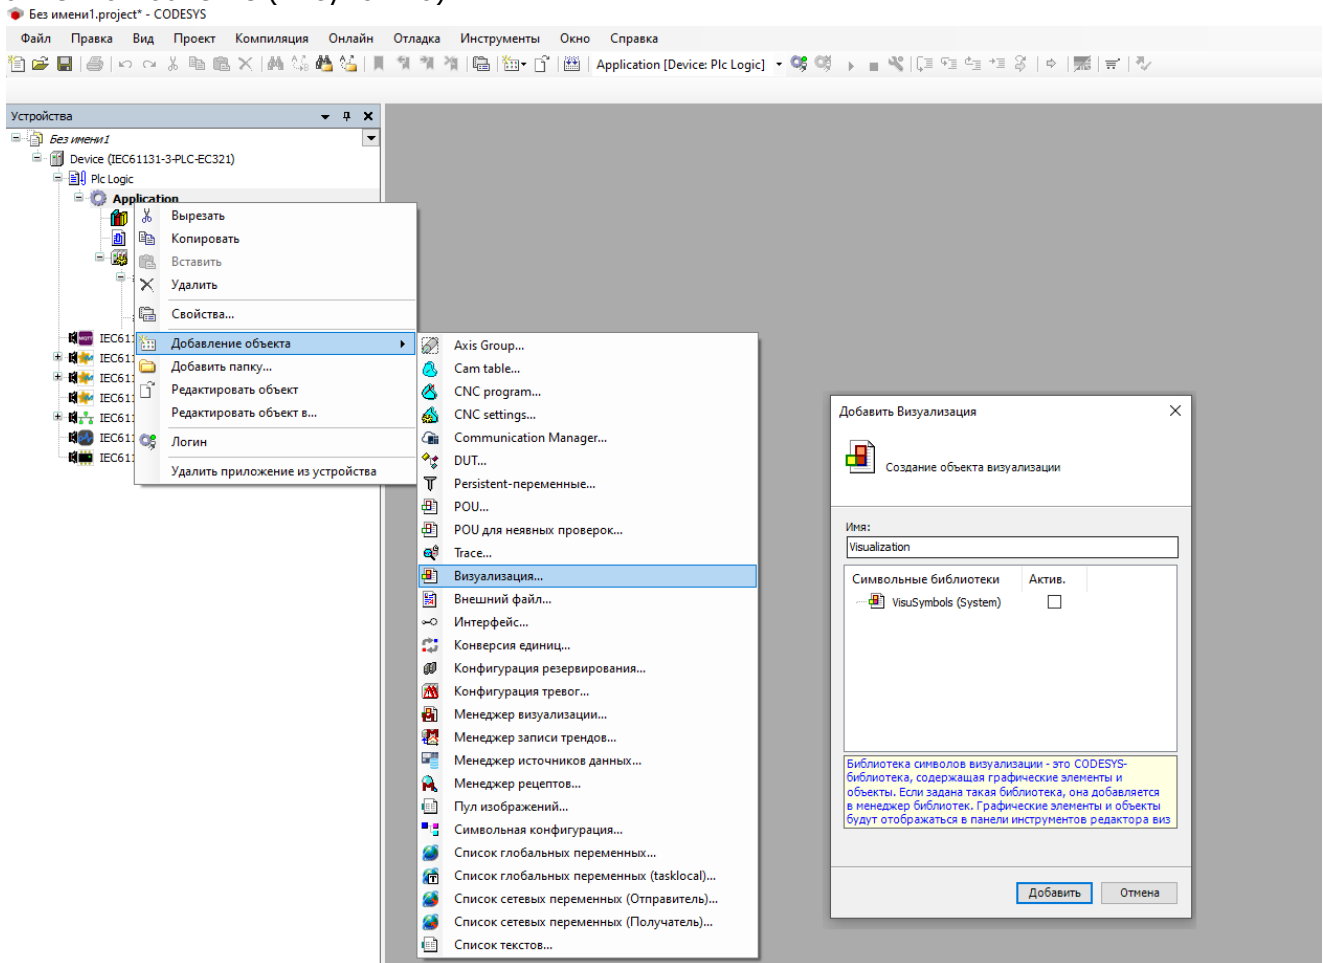 Без имени1.project* - CODESYS
Файл Правка Вид Проект Компиляция Онлайн Отладка Инструменты Окно Справка
Application [Device: Plc Logic]
Устройства
Без имени1
Device (IEC61131-3-PLC-EC321)
Plc Logic
Application
IEC61
IEC61
IEC61
IEC61
IEC61
IEC61
IEC61
Вырезать
Копировать
Вставить
Удалить
Свойства...
Добавление объекта
Добавить папку...
Редактировать объект
Редактировать объект в...
Логин
Удалить приложение из устройства
Axis Group...
Cam table...
CNC program...
CNC settings...
Communication Manager...
DUT...
Persistent-переменные...
POU...
POU для неявных проверок...
Trace...
Визуализация...
Внешний файл...
Интерфейс...
Конверсия единиц...
Конфигурация резервирования...
Конфигурация тревог...
Менеджер визуализации...
Менеджер записи трендов...
Менеджер источников данных...
Менеджер рецептов...
Пул изображений...
Символьная конфигурация...
Список глобальных переменных...
Список глобальных переменных (tasklocal)...
Список сетевых переменных (Отправитель)...
Список сетевых переменных (Получатель)...
Список текстов...
Добавить Визуализация
Создание объекта визуализации
Имя:
Visualization
Символьные библиотеки Актив.
VisuSymbols (System)
Библиотека символов визуализации - это CODESYS-
библиотека, содержащая графические элементы и
объекты. Если задана такая библиотека, она добавляется
в менеджер библиотек. Графические элементы и объекты
будут отображаться в панели инструментов редактора виз
Добавить Отмена